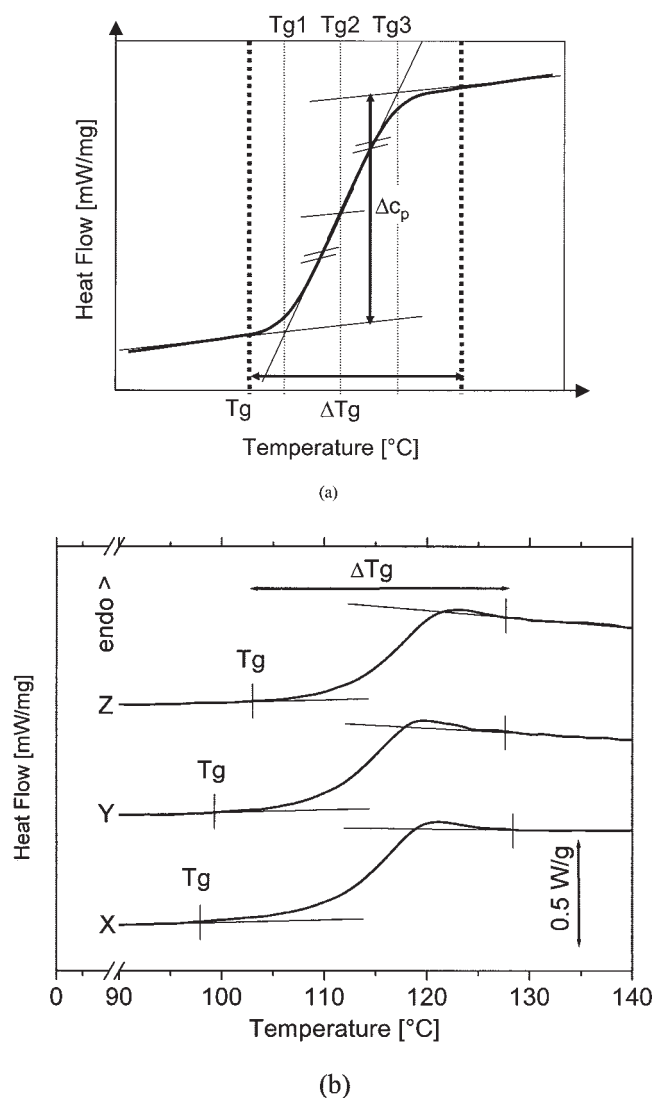 Tg1 Tg2 Tg3
Heat Flow [mW/mg]
Δcp
Tg
ΔTg
Temperature [°C]
(a)
Heat Flow [mW/mg]
endo >
ΔTg
Tg
Z
Tg
Y
Tg
X
0.5 W/g
0 90 100 110 120 130 140
Temperature [°C]
(b)